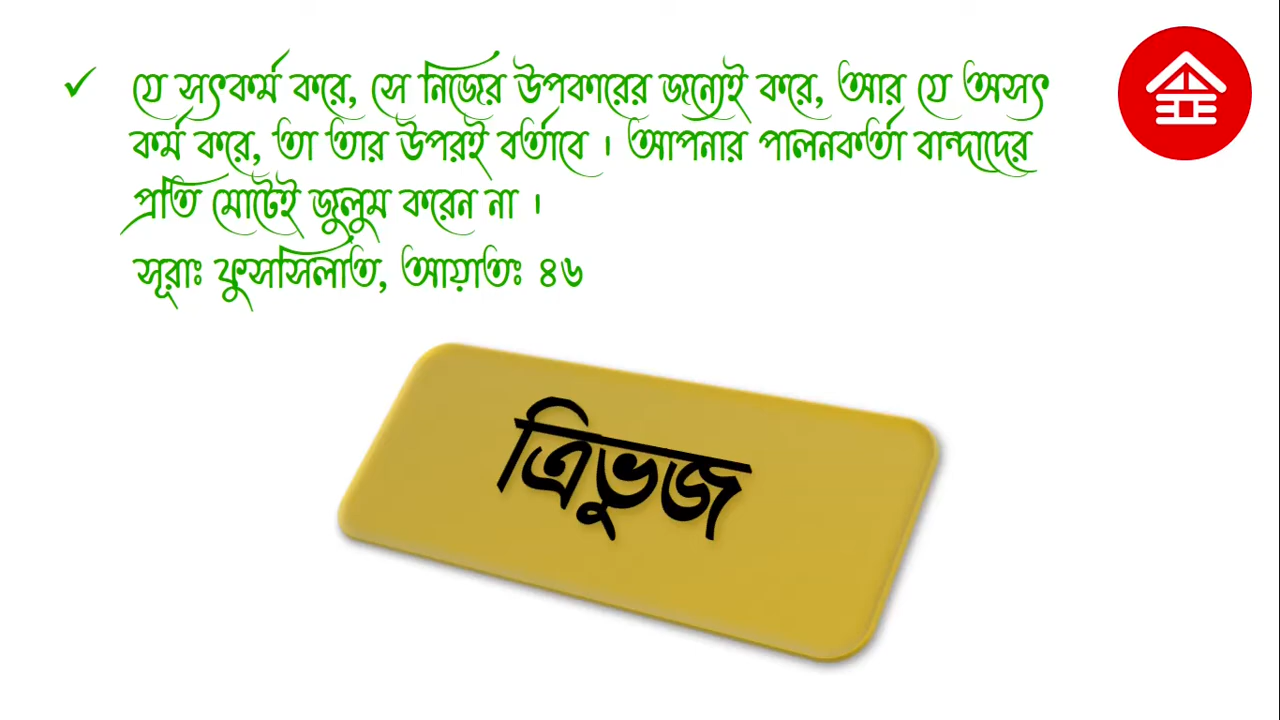 যে সৎকর্ম করে, সে নিজের উপকারের জন্যেই করে, আর যে অসৎ
কর্ম করে, তা তার উপরই বর্তাবে । আপনার পালনকর্তা বান্দাদের
প্রতি মোটেই জুলুম করেন না ।
সূরাঃ ফুসসিলাত, আয়াতঃ ৪৬
ত্রিভুজ